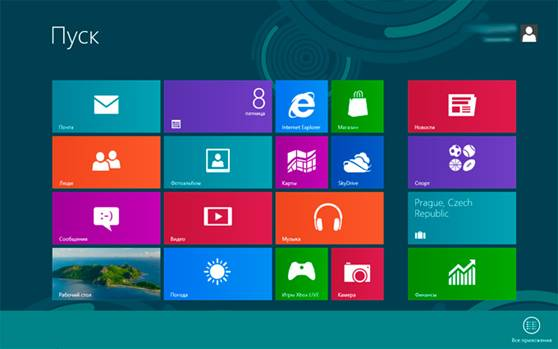 Пуск
Почта
8
пятница
Internet Explorer
Магазин
Новости
Люди
Фотоальбом
Карты
SkyDrive
Спорт
Сообщения
:-)
Видео
Музыка
Prague, Czech
Republic
Рабочий стол
Погода
Игры Xbox LIVE
Камера
Финансы
Все приложения